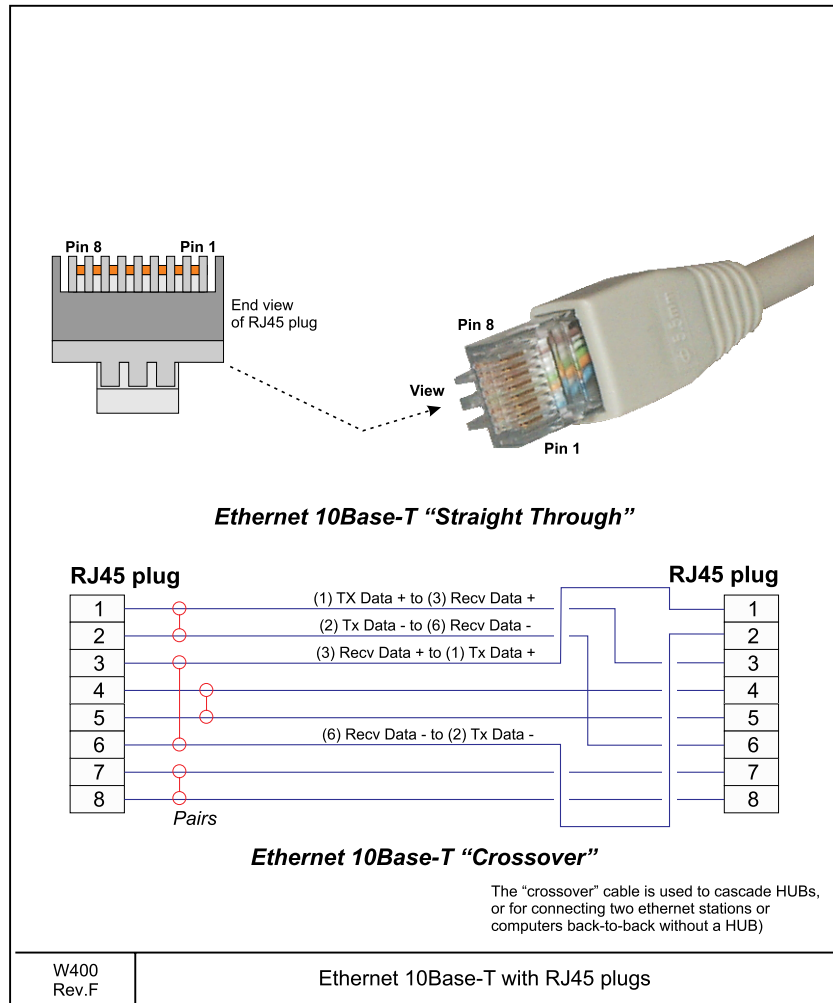 Pin 8
Pin 1
End view
of RJ45 plug
Pin 8
View
Pin 1
Ethernet 10Base-T “Straight Through”
RJ45 plug
RJ45 plug
1
2
3
4
5
6
7
8
(1) TX Data + to (3) Recv Data +
(2) Tx Data - to (6) Recv Data -
(3) Recv Data + to (1) Tx Data +
(6) Recv Data - to (2) Tx Data -
1
2
3
4
5
6
7
8
Pairs
Ethernet 10Base-T “Crossover”
The “crossover” cable is used to cascade HUBs,
or for connecting two ethernet stations or
computers back-to-back without a HUB)
W400
Rev.F
Ethernet 10Base-T with RJ45 plugs